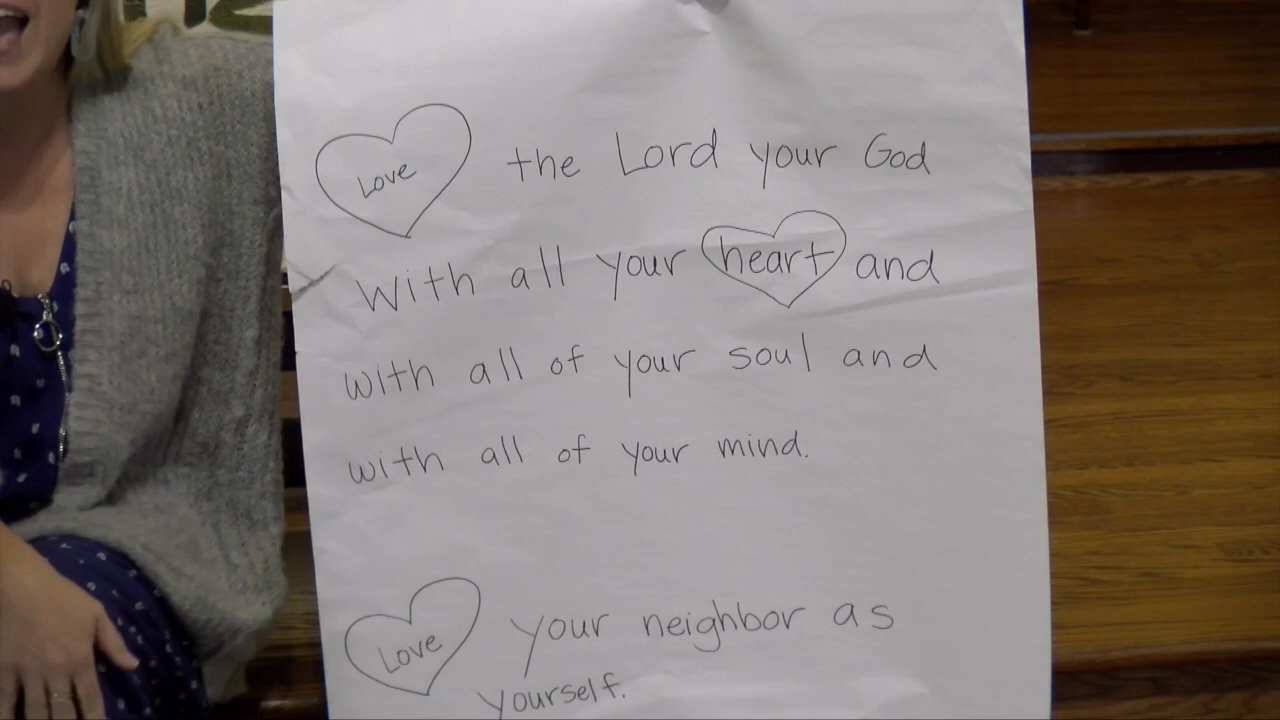 Love the Lord your God
With all your heart and
with all of your soul and
with all of your mind.
Love your neighbor as
yourself.